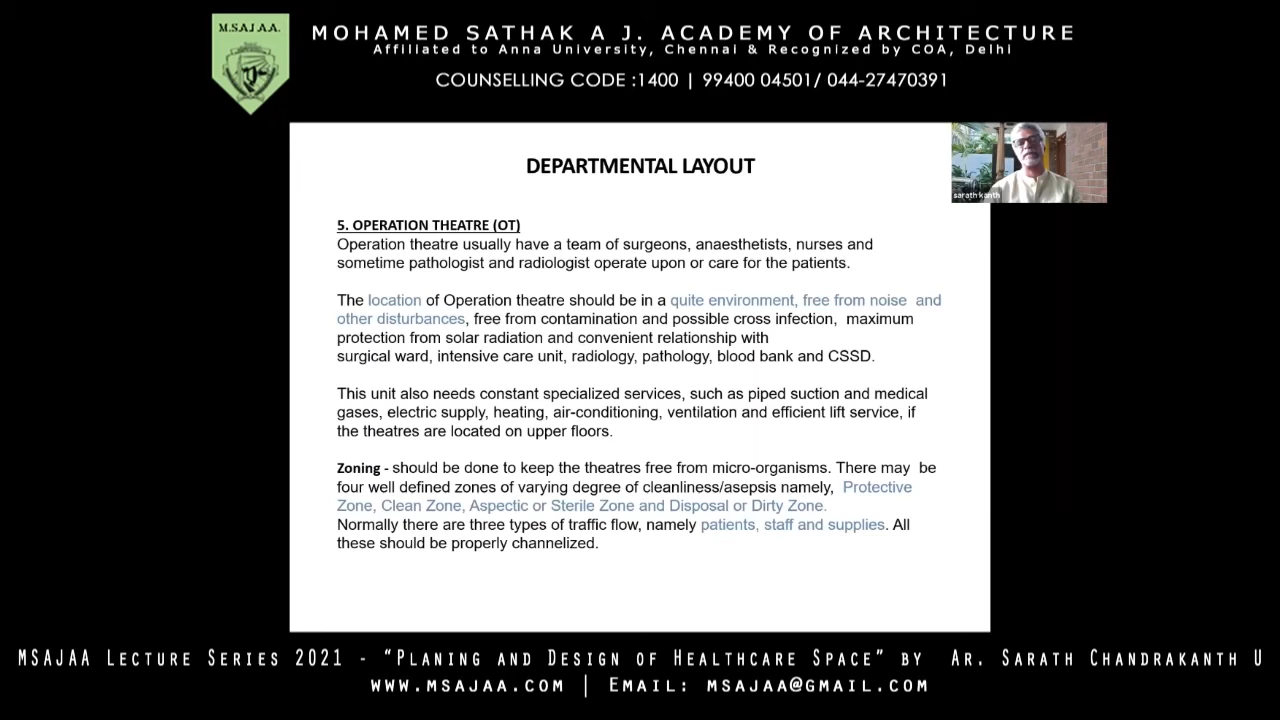 M.SAJAA.
MOHAMED SATHAK A J. ACADEMY OF ARCHITECTURE
Affiliated to Anna University, Chennai & Recognized by COA, Delhi
COUNSELLING CODE :1400 | 99400 04501/ 044-27470391
DEPARTMENTAL LAYOUT
sarath kanth
5. OPERATION THEATRE (OT)
Operation theatre usually have a team of surgeons, anaesthetists, nurses and
sometime pathologist and radiologist operate upon or care for the patients.
The location of Operation theatre should be in a quite environment, free from noise and
other disturbances, free from contamination and possible cross infection, maximum
protection from solar radiation and convenient relationship with
surgical ward, intensive care unit, radiology, pathology, blood bank and CSSD.
This unit also needs constant specialized services, such as piped suction and medical
gases, electric supply, heating, air-conditioning, ventilation and efficient lift service, if
the theatres are located on upper floors.
Zoning - should be done to keep the theatres free from micro-organisms. There may be
four well defined zones of varying degree of cleanliness/asepsis namely, Protective
Zone, Clean Zone, Aspectic or Sterile Zone and Disposal or Dirty Zone.
Normally there are three types of traffic flow, namely patients, staff and supplies. All
these should be properly channelized.
MSAJAA Lecture Series 2021 - "Planing and Design of Healthcare Space" by Ar. Sarath Chandrakanth U
www.msajaa.com | Email: msajaa@gmail.com